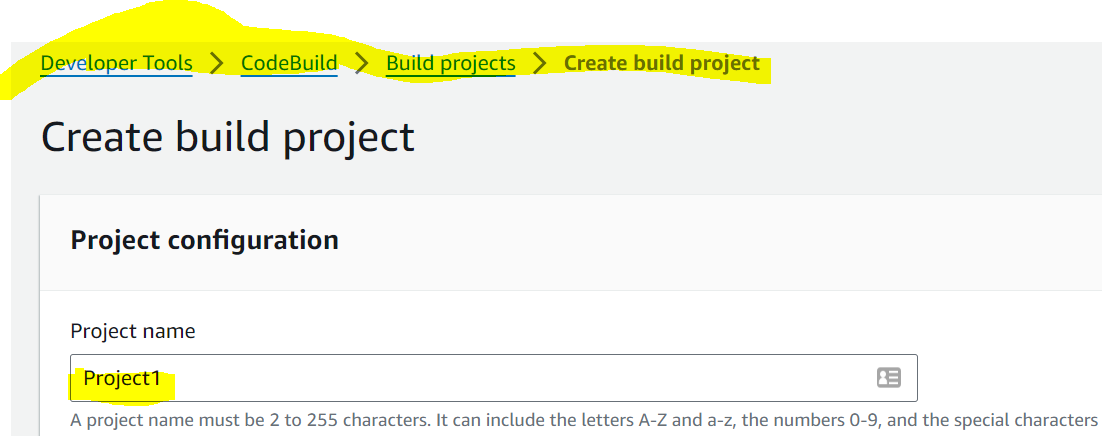 Developer Tools > CodeBuild > Build projects > Create build project
Create build project
Project configuration
Project name
Project1
A project name must be 2 to 255 characters. It can include the letters A-Z and a-z, the numbers 0-9, and the special characters